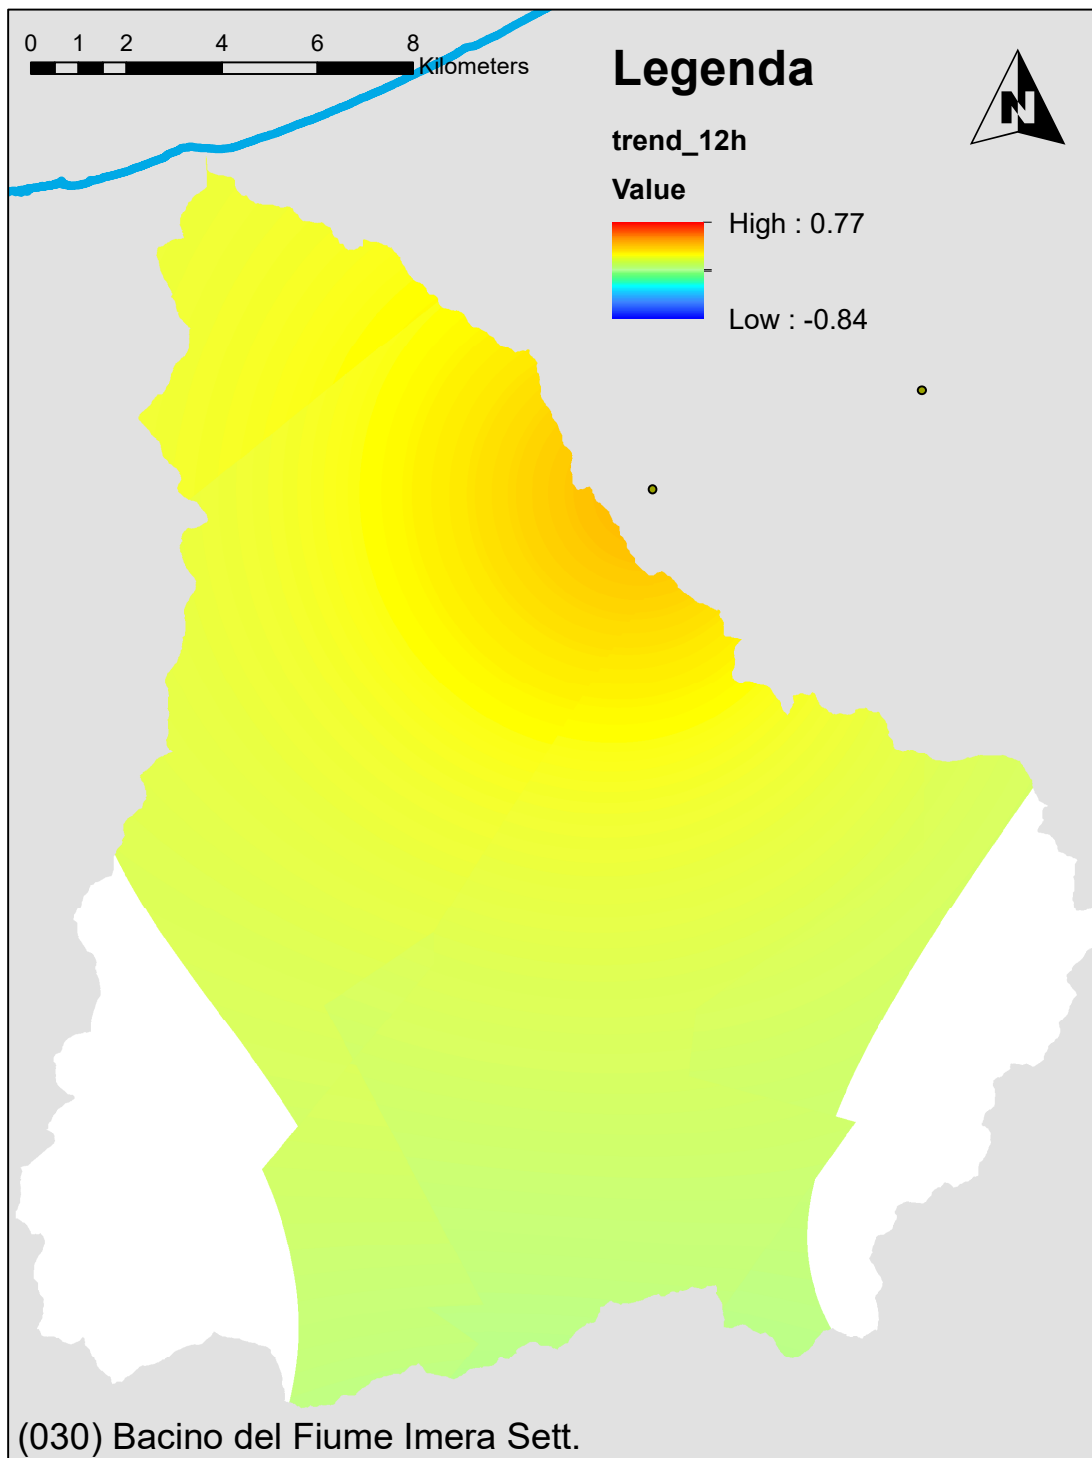 0 1 2 4 6 8
Kilometers
Legenda
N
trend_12h
Value
High : 0.77
Low : -0.84
(030) Bacino del Fiume Imera Sett.